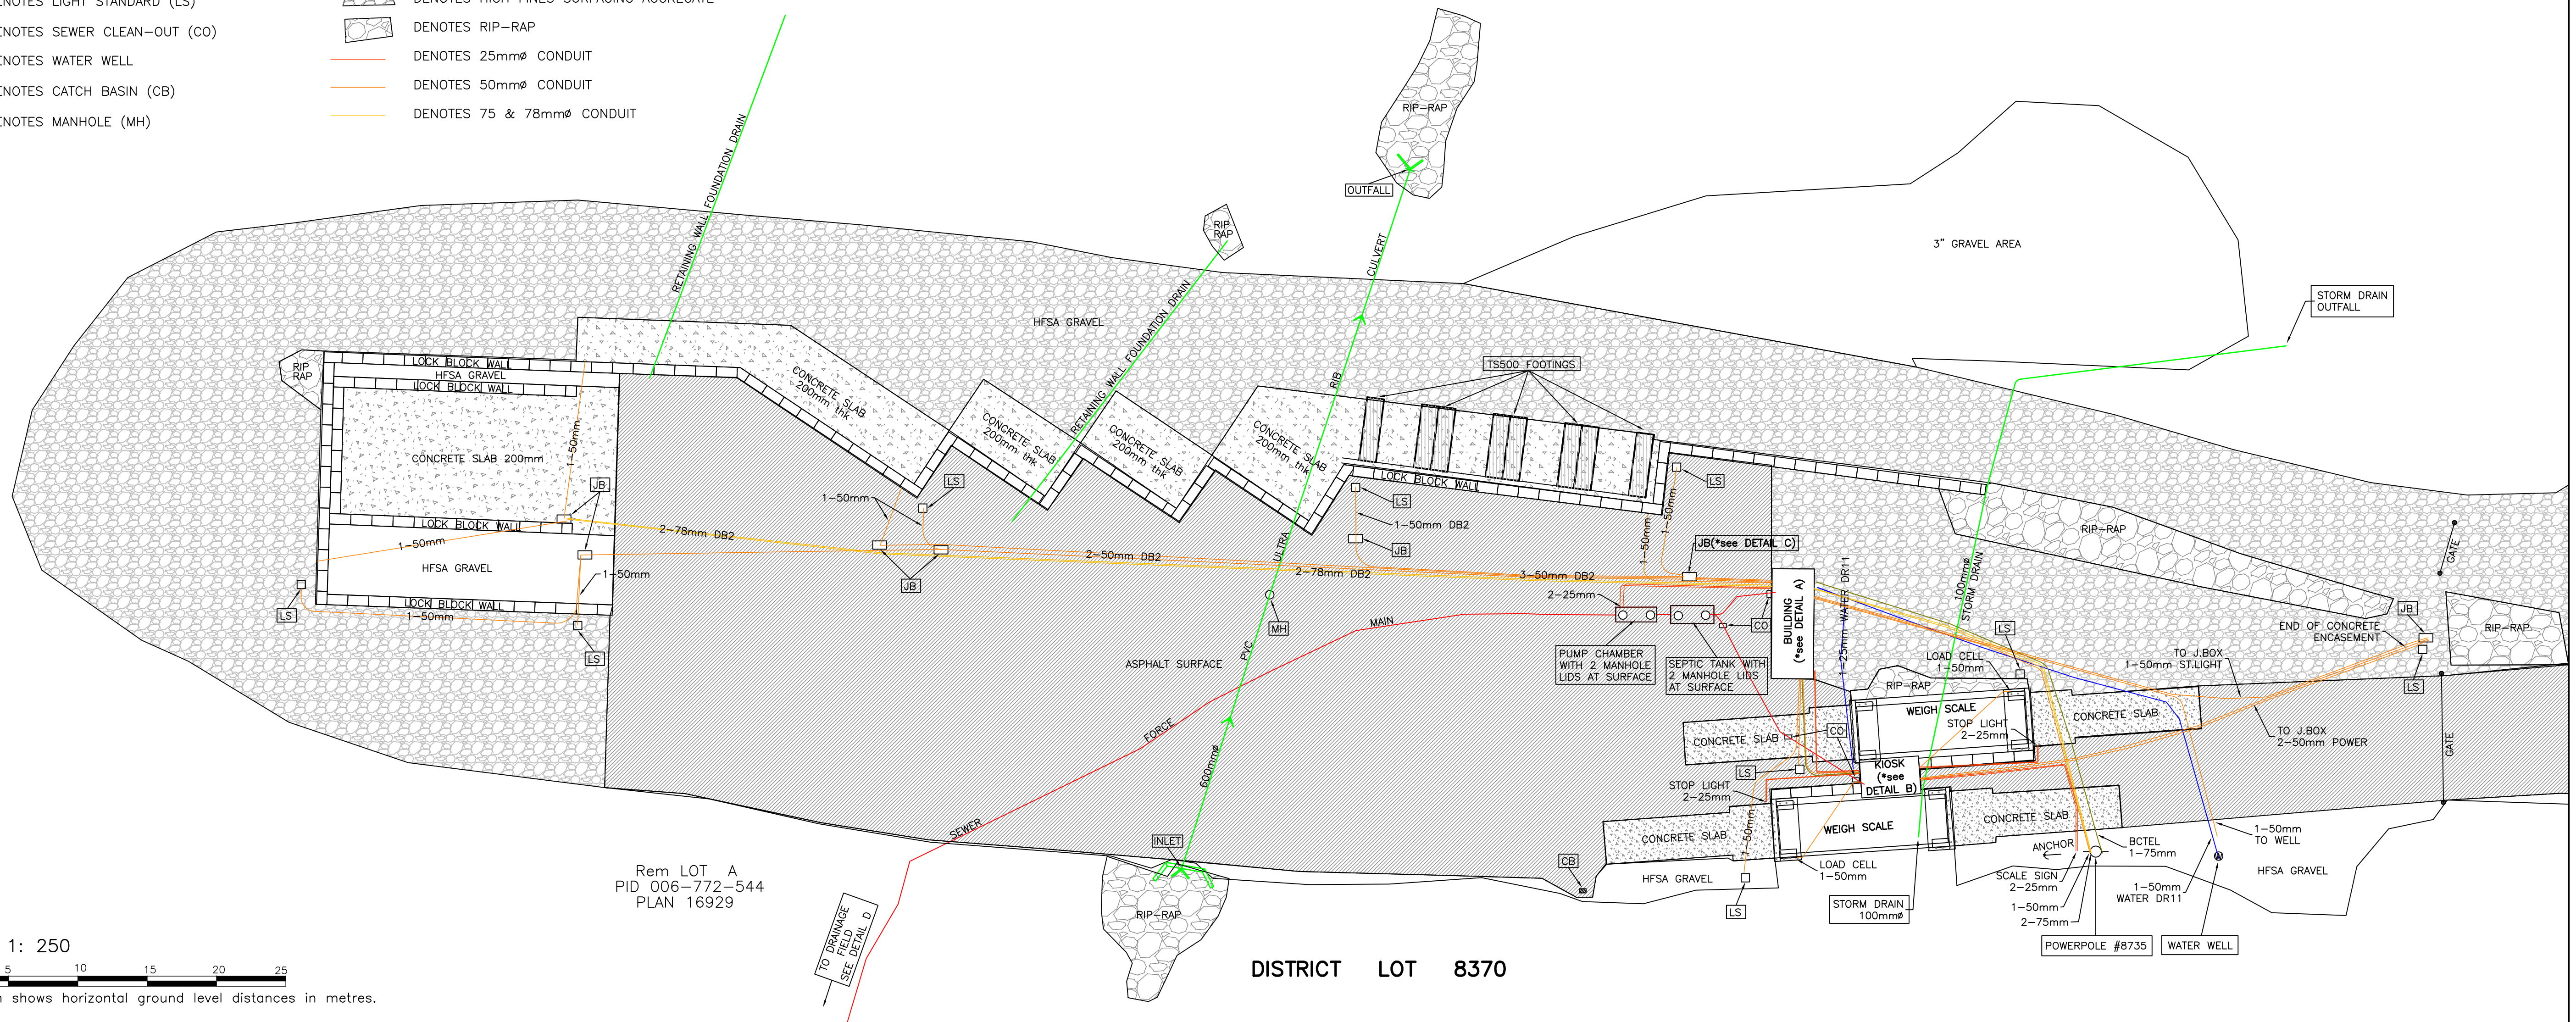 ENOTES LIGHT STANDARD (LS)
ENOTES SEWER CLEAN-OUT (CO)
ENOTES WATER WELL
ENOTES CATCH BASIN (CB)
ENOTES MANHOLE (MH)
DENOTES HIGH FINES SURFACING AGGREGATE
DENOTES RIP-RAP
DENOTES 25mmø CONDUIT
DENOTES 50mmø CONDUIT
DENOTES 75 & 78mmø CONDUIT
RETAINING WALL FOUNDATION DRAIN
RIP-RAP
OUTFALL
RIP
RAP
CULVERT
3" GRAVEL AREA
STORM DRAIN
OUTFALL
HFSA GRAVEL
RETAINING WALL FOUNDATION DRAIN
RIB
TS500 FOOTINGS
RIP
RAP
LOCK BLOCK WALL
HFSA GRAVEL
LOCK BLOCK WALL
CONCRETE SLAB
200mm thk
CONCRETE SLAB
200mm thk
CONCRETE SLAB
200mm thk
CONCRETE SLAB
200mm thk
CONCRETE SLAB 200mm
1-50mm
JB
LOCK BLOCK WALL
1-50mm
HFSA GRAVEL
1-50mm
LOCK BLOCK WALL
1-50mm
LS
LS
2-78mm DB2
1-50mm
LS
JB
2-50mm DB2
ULTRA
LOCK BLOCK WALL
LS
1-50mm DB2
JB
LS
1-50mm
1-50mm
JB(*see DETAIL C)
2-78mm DB2
3-50mm DB2
2-25mm
MH
MAIN
PVC
ASPHALT SURFACE
FORCE
SEWER
600mmø
INLET
RIP-RAP
PUMP CHAMBER
WITH 2 MANHOLE
LIDS AT SURFACE
SEPTIC TANK WITH
2 MANHOLE LIDS
AT SURFACE
CO
BUILDING
(*see DETAIL A)
1-25mm WATER DR11
100mmø
STORM DRAIN
RIP-RAP
GATE
RIP-RAP
JB
END OF CONCRETE
ENCASEMENT
TO J.BOX
1-50mm ST.LIGHT
LS
LS
LOAD CELL
1-50mm
RIP-RAP
WEIGH SCALE
STOP LIGHT
2-25mm
CONCRETE SLAB
CONCRETE SLAB
CO
TO J.BOX
2-50mm POWER
GATE
LS
KIOSK
(*see
DETAIL B)
STOP LIGHT
2-25mm
1-50mm
CONCRETE SLAB
WEIGH SCALE
CONCRETE SLAB
LOAD CELL
1-50mm
CB
HFSA GRAVEL
LS
STORM DRAIN
100mmø
ANCHOR
BCTEL
1-75mm
SCALE SIGN
2-25mm
1-50mm
2-75mm
1-50mm
TO WELL
W
1-50mm
WATER DR11
HFSA GRAVEL
POWERPOLE #8735
WATER WELL
Rem LOT A
PID 006-772-544
PLAN 16929
TO DRAINAGE
FIELD
SEE DETAIL D
DISTRICT LOT 8370
1: 250
5 10 15 20 25
n shows horizontal ground level distances in metres.